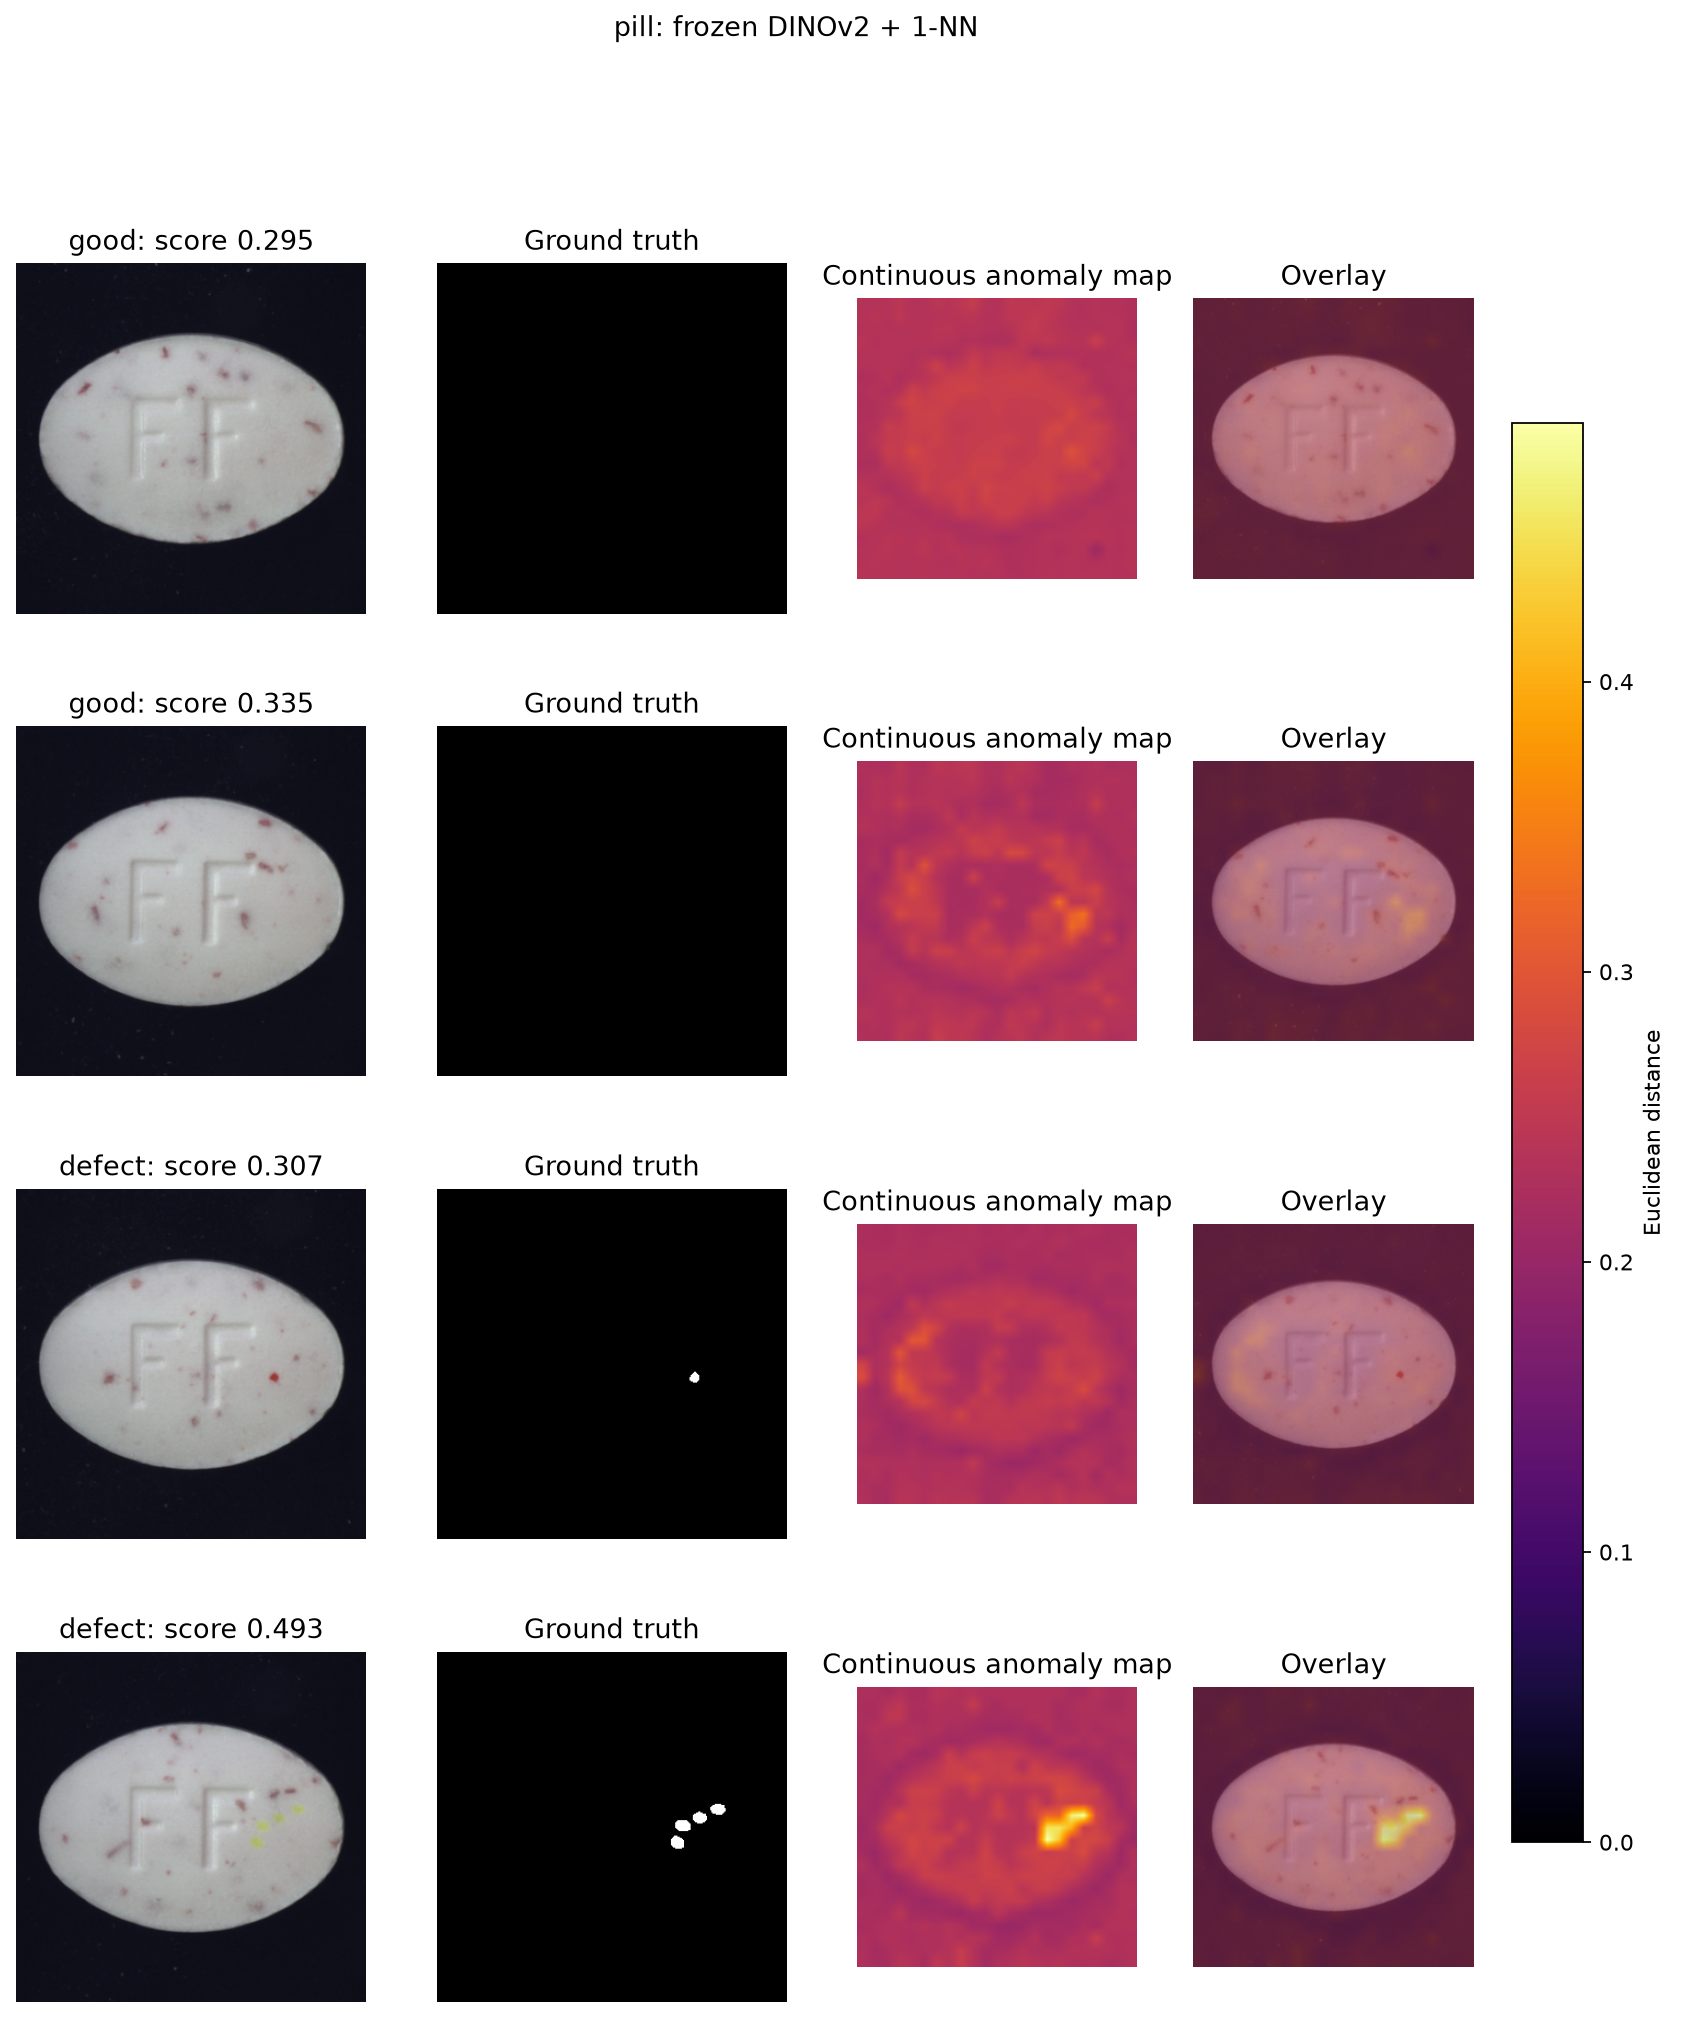 pill: frozen DINOv2 + 1-NN
good: score 0.295
Ground truth
Continuous anomaly map
Overlay
FF
good: score 0.335
Ground truth
Continuous anomaly map
Overlay
FF
defect: score 0.307
Ground truth
Continuous anomaly map
Overlay
FF
defect: score 0.493
Ground truth
Continuous anomaly map
Overlay
FF
0.4
0.3
0.2
0.1
0.0
Euclidean distance